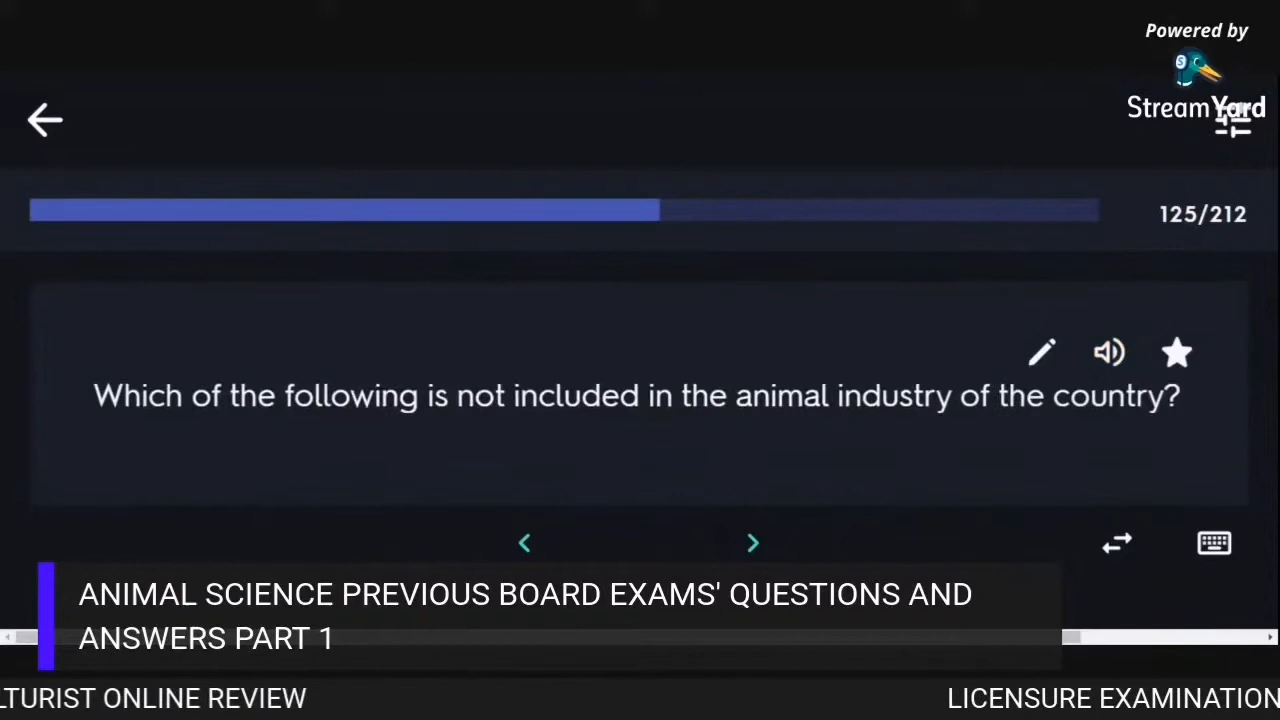 Powered by
StreamYard
125/212
Which of the following is not included in the animal industry of the country?
ANIMAL SCIENCE PREVIOUS BOARD EXAMS' QUESTIONS AND
ANSWERS PART 1
LTURIST ONLINE REVIEW
LICENSURE EXAMINATION